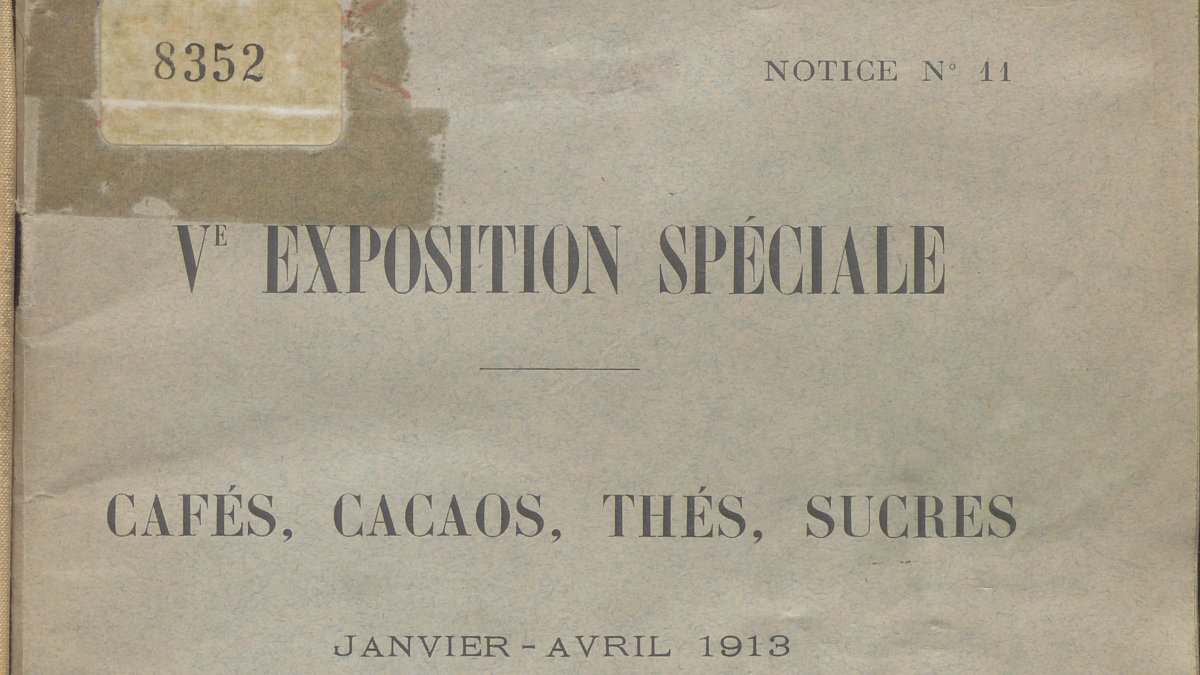 8352
NOTICE N° 11
VE EXPOSITION SPÉCIALE
CAFÉS, CACAOS, THÉS, SUCRES
JANVIER-AVRIL 1913